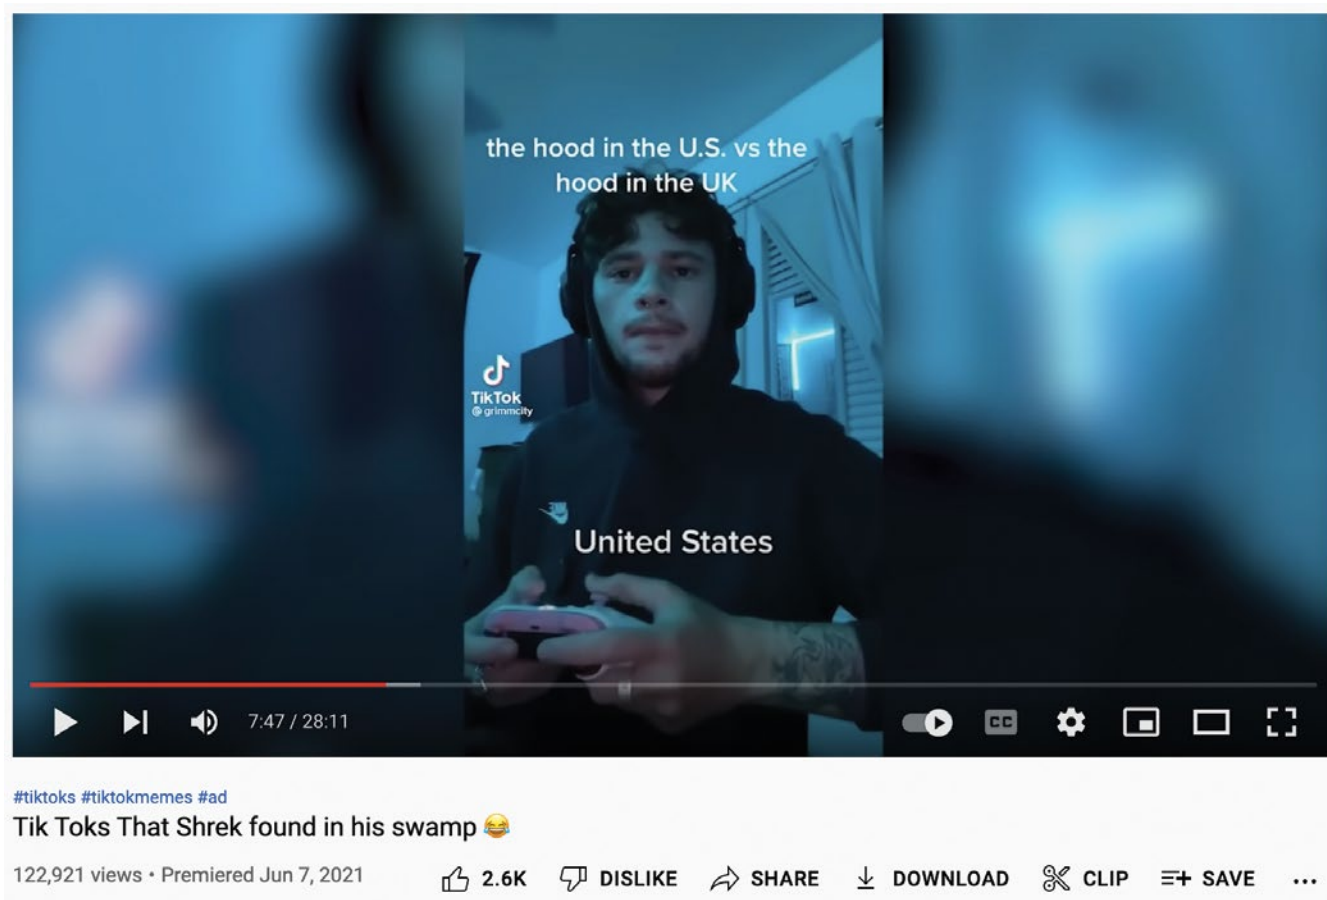 the hood in the U.S. vs the
hood in the UK
TikTok
@grimmcity
United States
7:47 / 28:11
CC
#tiktoks #tiktokmemes #ad
Tik Toks That Shrek found in his swamp 😂
122,921 views • Premiered Jun 7, 2021
2.6K DISLIKE SHARE DOWNLOAD CLIP SAVE ...